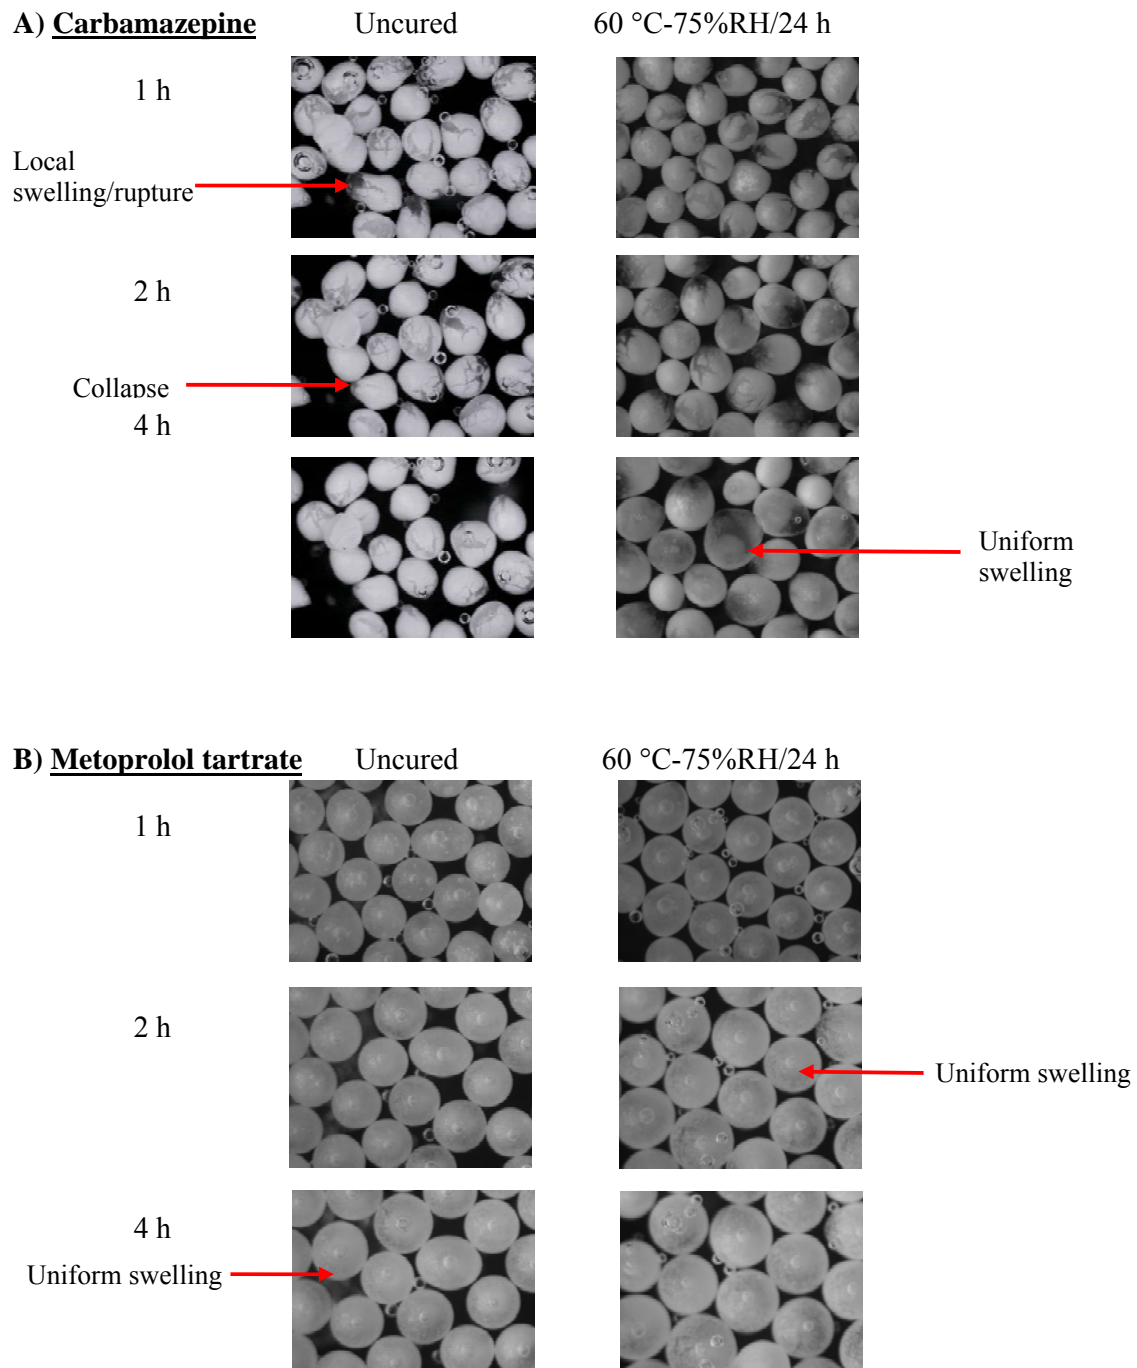 A) Carbamazepine Uncured 60 °C-75%RH/24 h
1 h
Local
swelling/rupture
2 h
Collapse
4 h
Uniform
swelling
B) Metoprolol tartrate Uncured 60 °C-75%RH/24 h
1 h
2 h
Uniform swelling
4 h
Uniform swelling